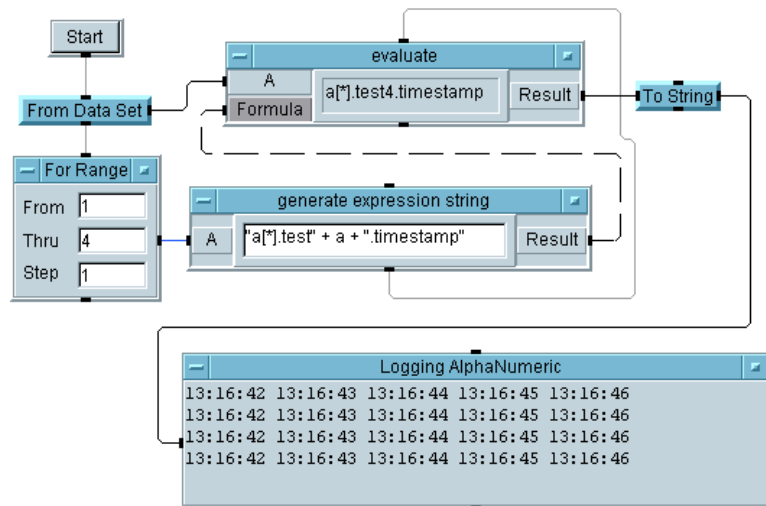 Start
evaluate
A
a[*].test4.timestamp
Result
Formula
From Data Set
To String
For Range
From 1
Thru 4
Step 1
generate expression string
A
"a[*].test" + a + ".timestamp"
Result
Logging AlphaNumeric
13:16:42 13:16:43 13:16:44 13:16:45 13:16:46
13:16:42 13:16:43 13:16:44 13:16:45 13:16:46
13:16:42 13:16:43 13:16:44 13:16:45 13:16:46
13:16:42 13:16:43 13:16:44 13:16:45 13:16:46